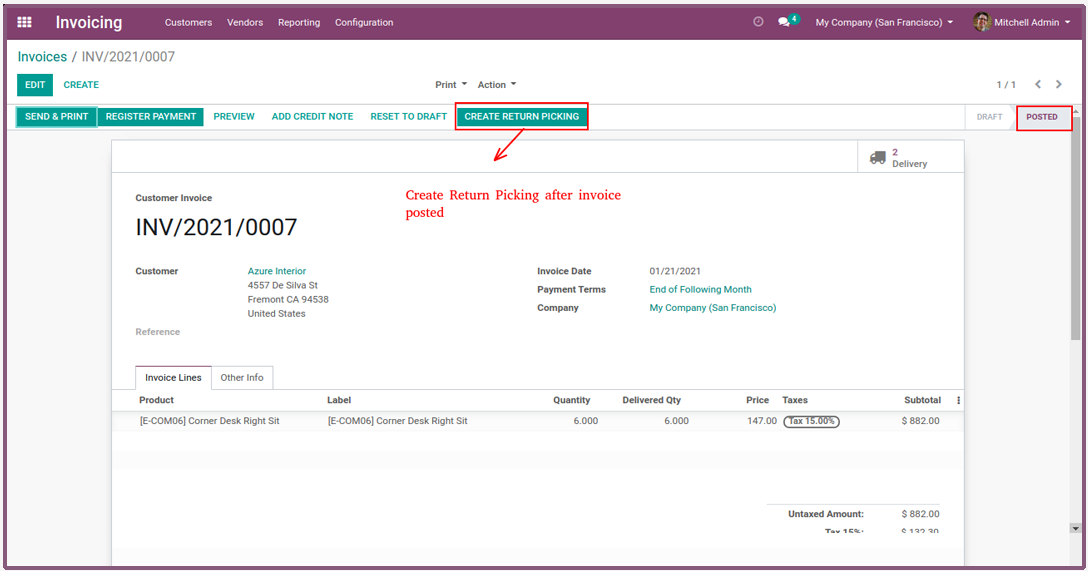 Invoicing Customers Vendors Reporting Configuration 4 My Company (San Francisco) Mitchell Admin
Invoices / INV/2021/0007
EDIT CREATE Print Action 1 / 1
SEND & PRINT REGISTER PAYMENT PREVIEW ADD CREDIT NOTE RESET TO DRAFT CREATE RETURN PICKING DRAFT POSTED
2
Delivery
Create Return Picking after invoice
posted
Customer Invoice
INV/2021/0007
Customer Azure Interior Invoice Date 01/21/2021
4557 De Silva St
Fremont CA 94538
United States
Payment Terms End of Following Month
Company My Company (San Francisco)
Reference
Invoice Lines Other Info
Product Label Quantity Delivered Qty Price Taxes Subtotal
[E-COM06] Corner Desk Right Sit [E-COM06] Corner Desk Right Sit 6.000 6.000 147.00 Tax 15.00% $ 882.00
Untaxed Amount: $ 882.00
Tax 15%: $ 132.30